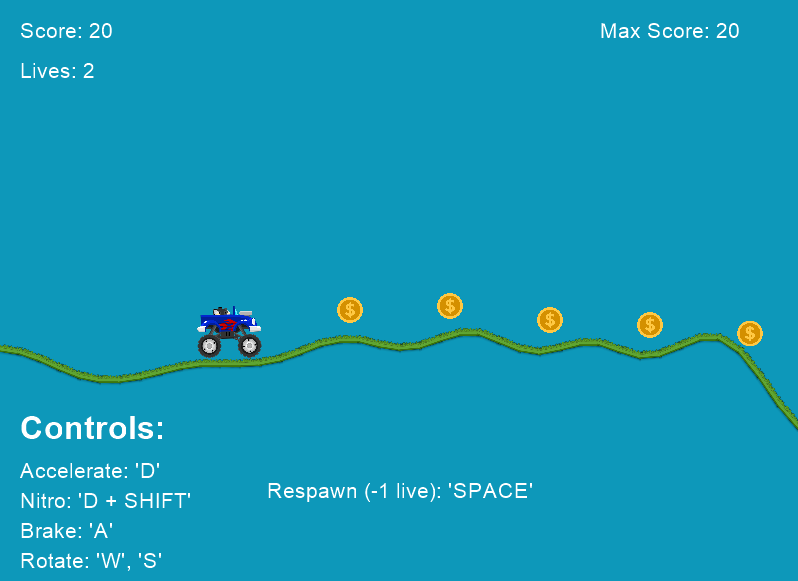 Score: 20
Max Score: 20
Lives: 2
$ $ $ $ $
Controls:
Accelerate: 'D'
Nitro: 'D + SHIFT'
Respawn (-1 live): 'SPACE'
Brake: 'A'
Rotate: 'W', 'S'